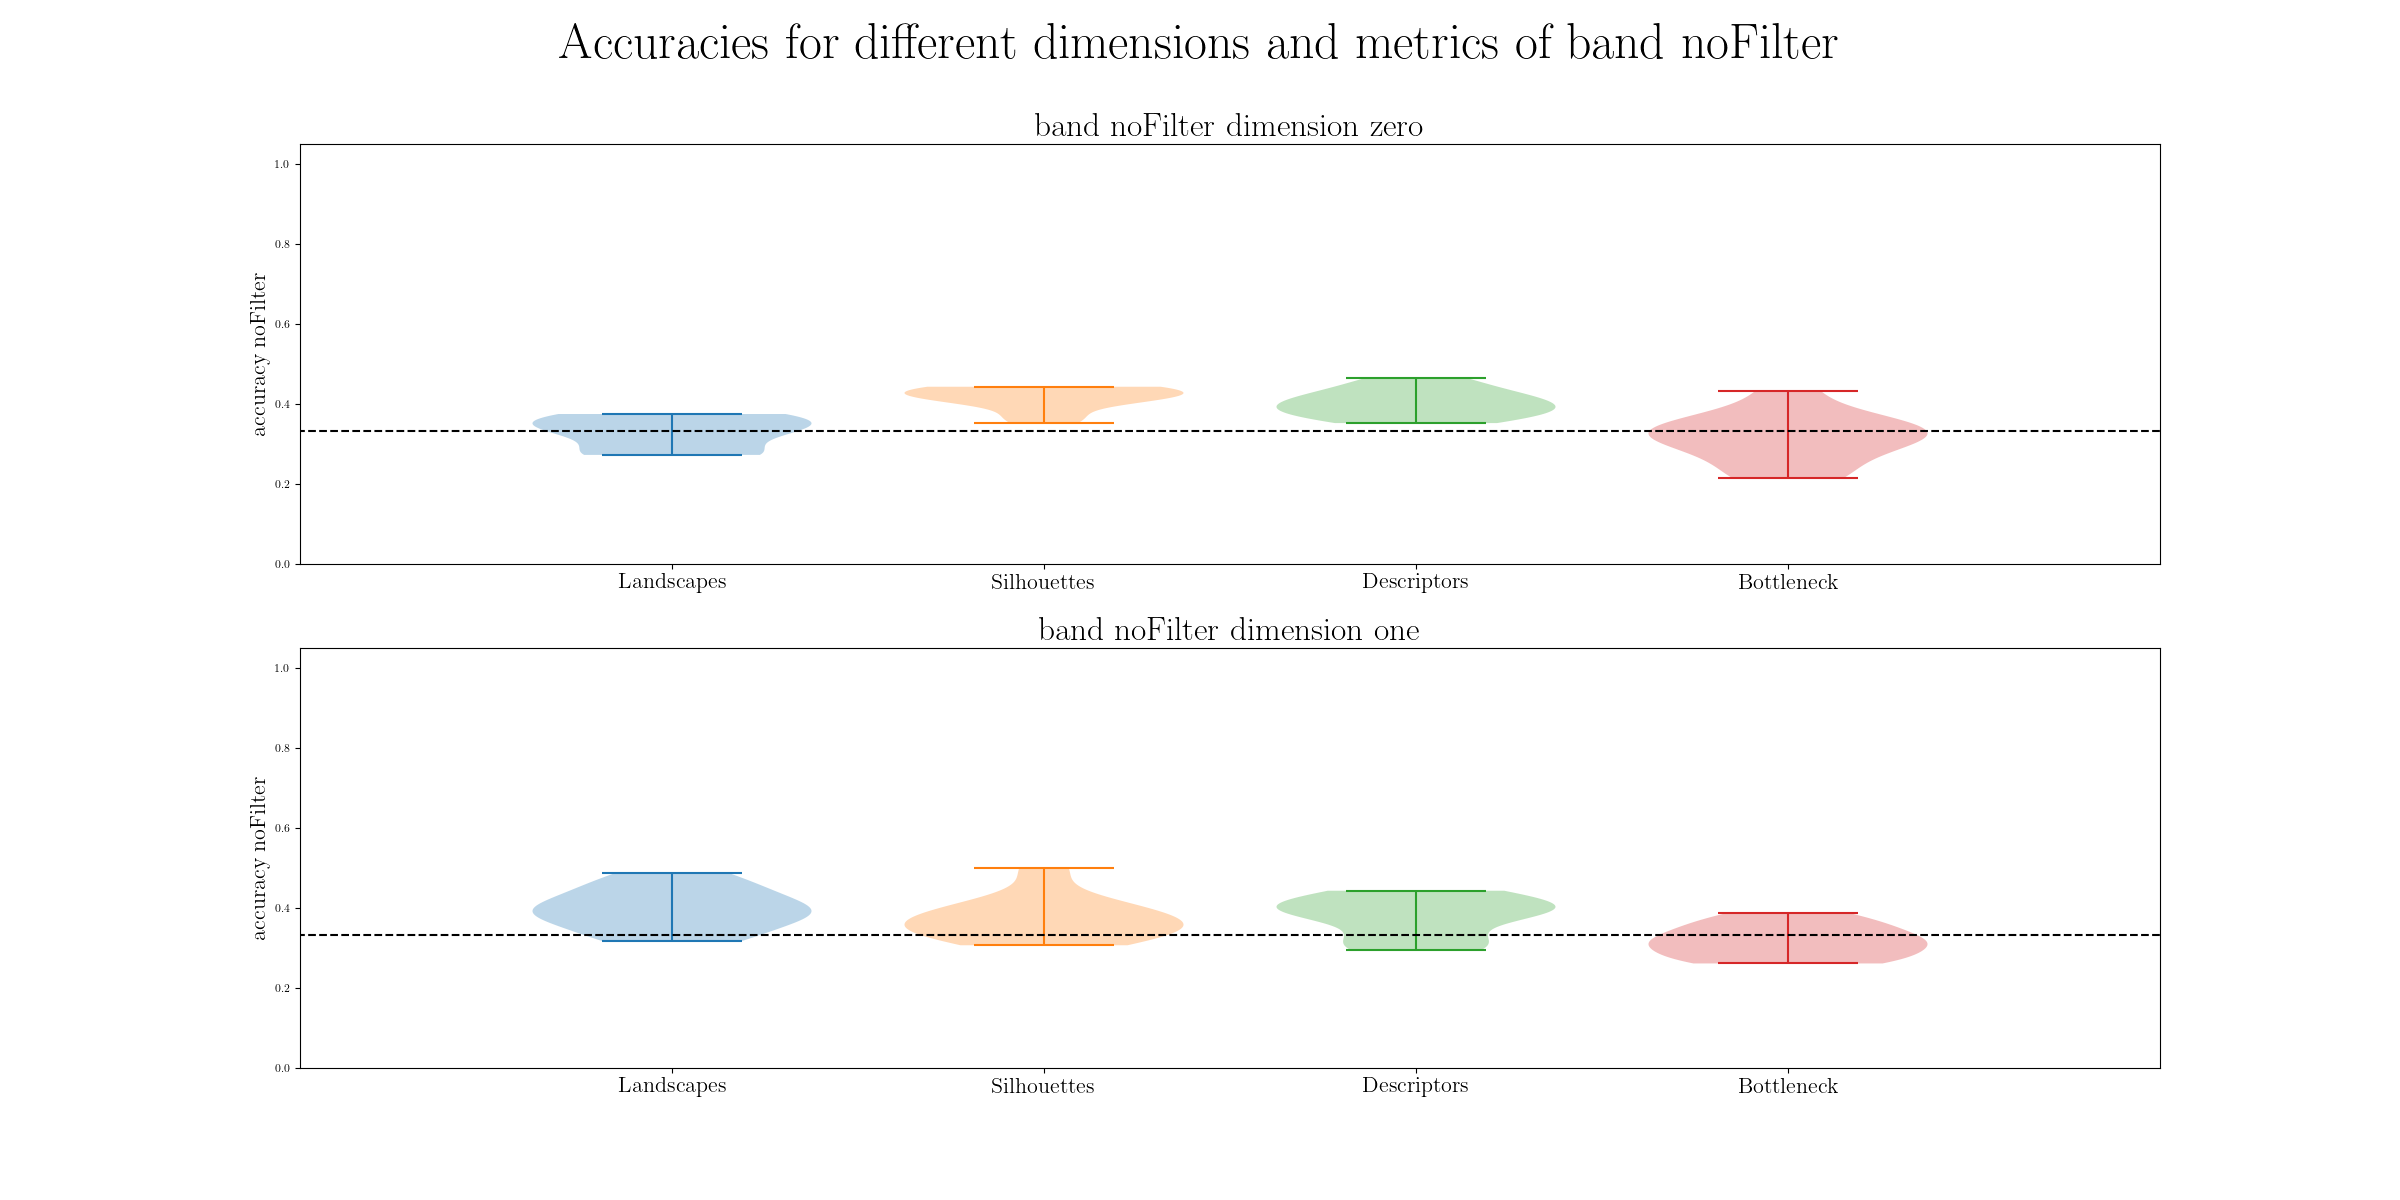 Accuracies for different dimensions and metrics of band noFilter
band noFilter dimension zero
accuracy noFilter
1.0
0.8
0.6
0.4
0.2
0.0
Landscapes Silhouettes Descriptors Bottleneck
band noFilter dimension one
accuracy noFilter
1.0
0.8
0.6
0.4
0.2
0.0
Landscapes Silhouettes Descriptors Bottleneck